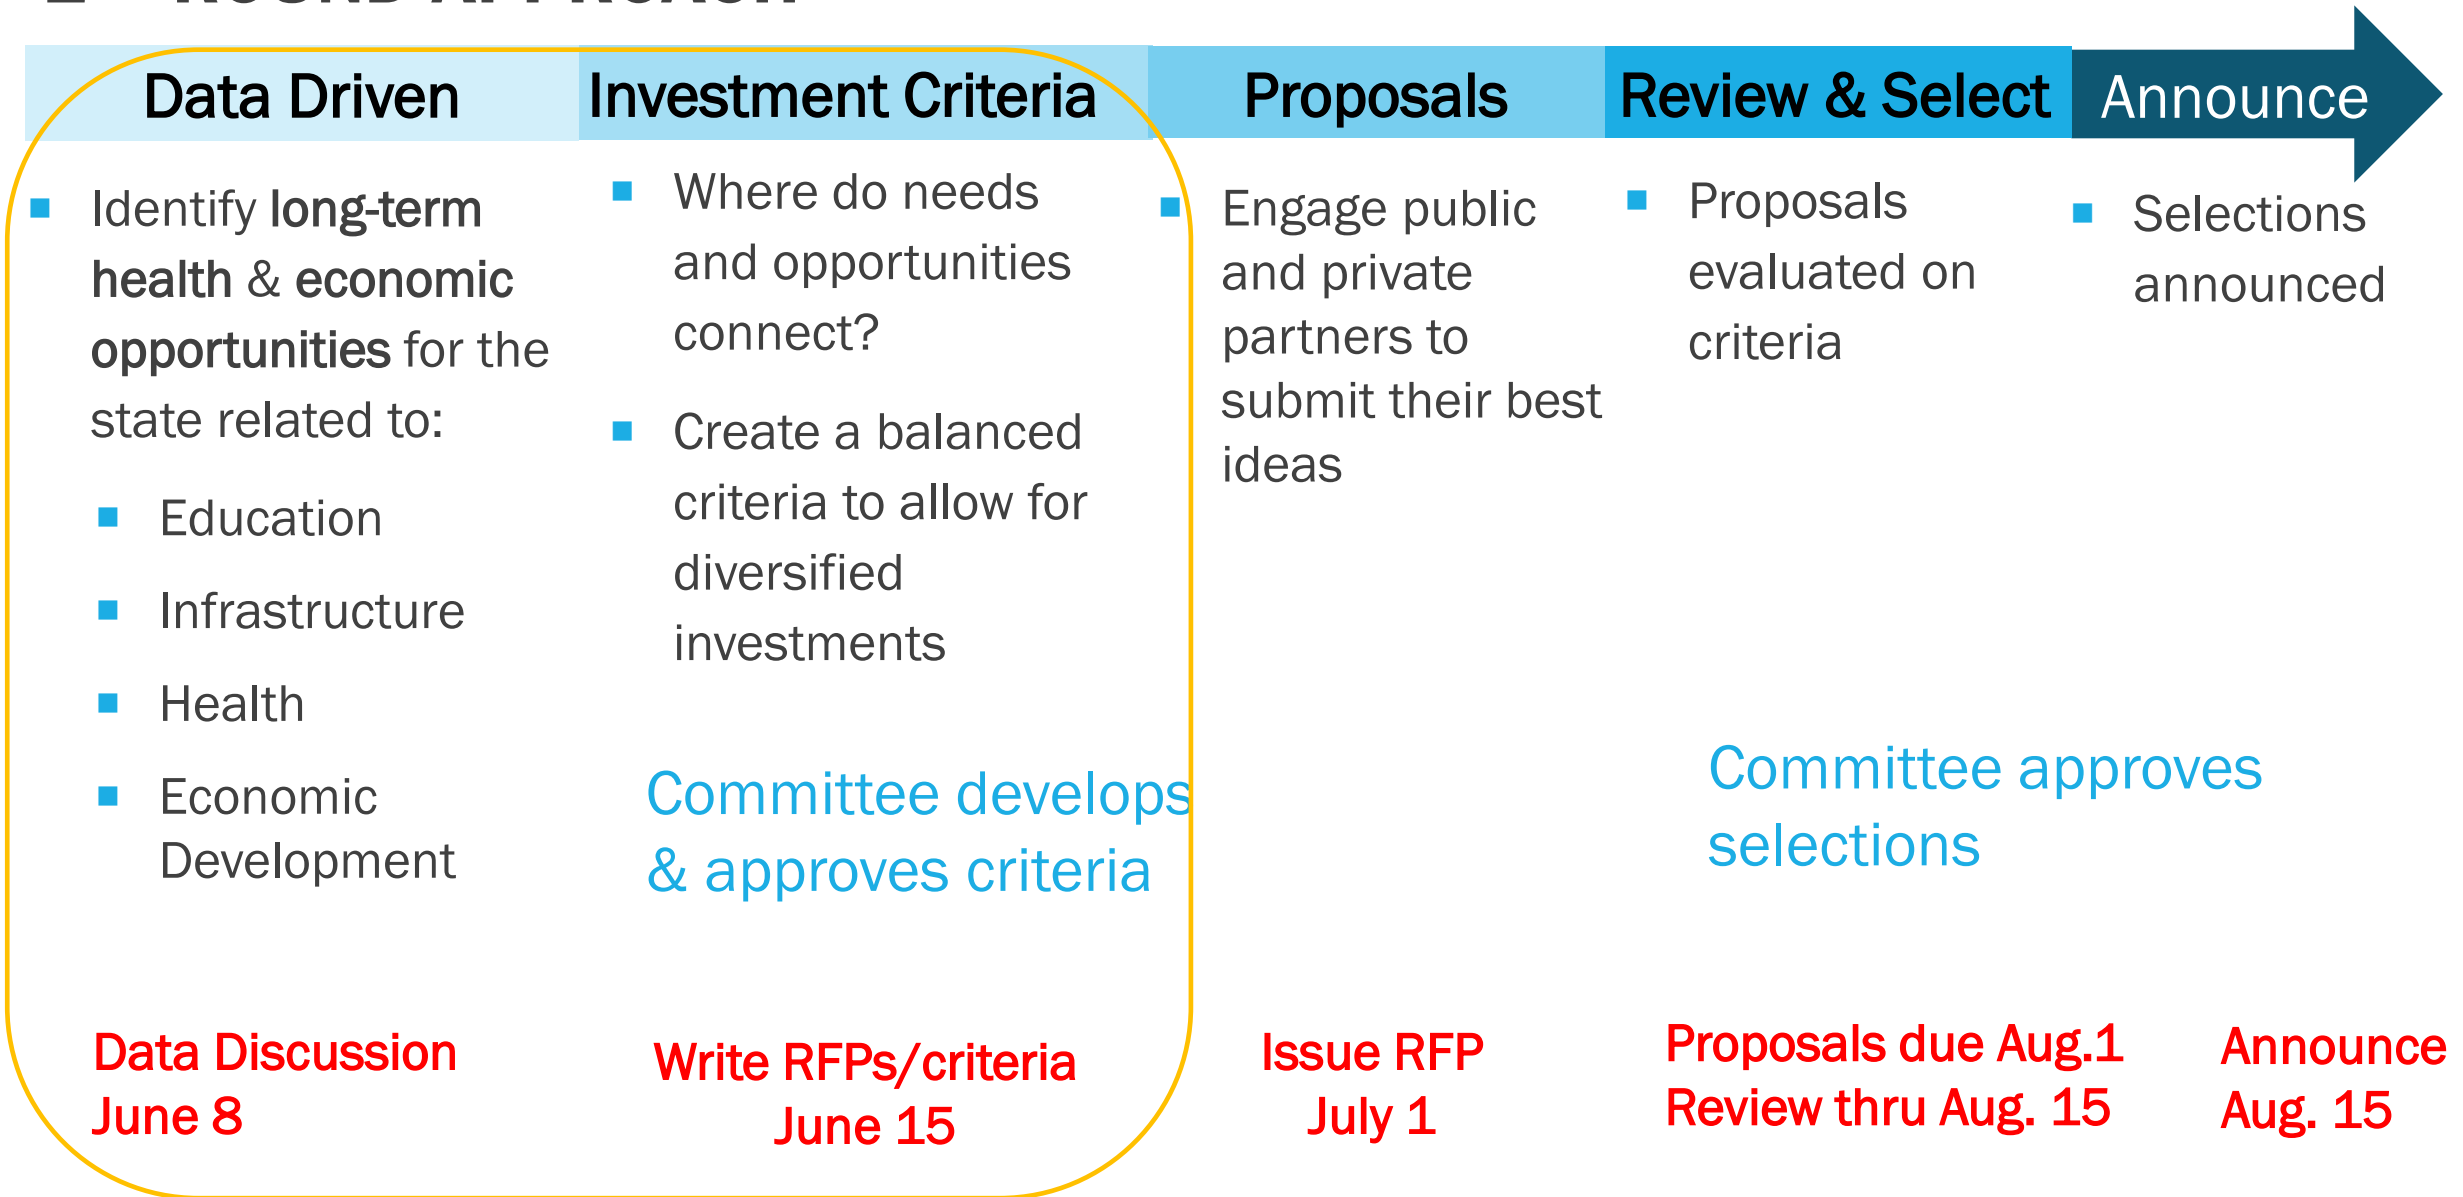 ROUND APPROACH
Data Driven
Investment Criteria
Proposals
Review & Select
Announce
Identify long-term
health & economic
opportunities for the
state related to:
Education
Infrastructure
Health
Economic
Development
Where do needs
and opportunities
connect?
Create a balanced
criteria to allow for
diversified
investments
Committee develops
& approves criteria
Engage public
and private
partners to
submit their best
ideas
Proposals
evaluated on
criteria
Selections
announced
Committee approves
selections
Data Discussion
June 8
Write RFPs/criteria
June 15
Issue RFP
July 1
Proposals due Aug.1
Review thru Aug. 15
Announce
Aug. 15